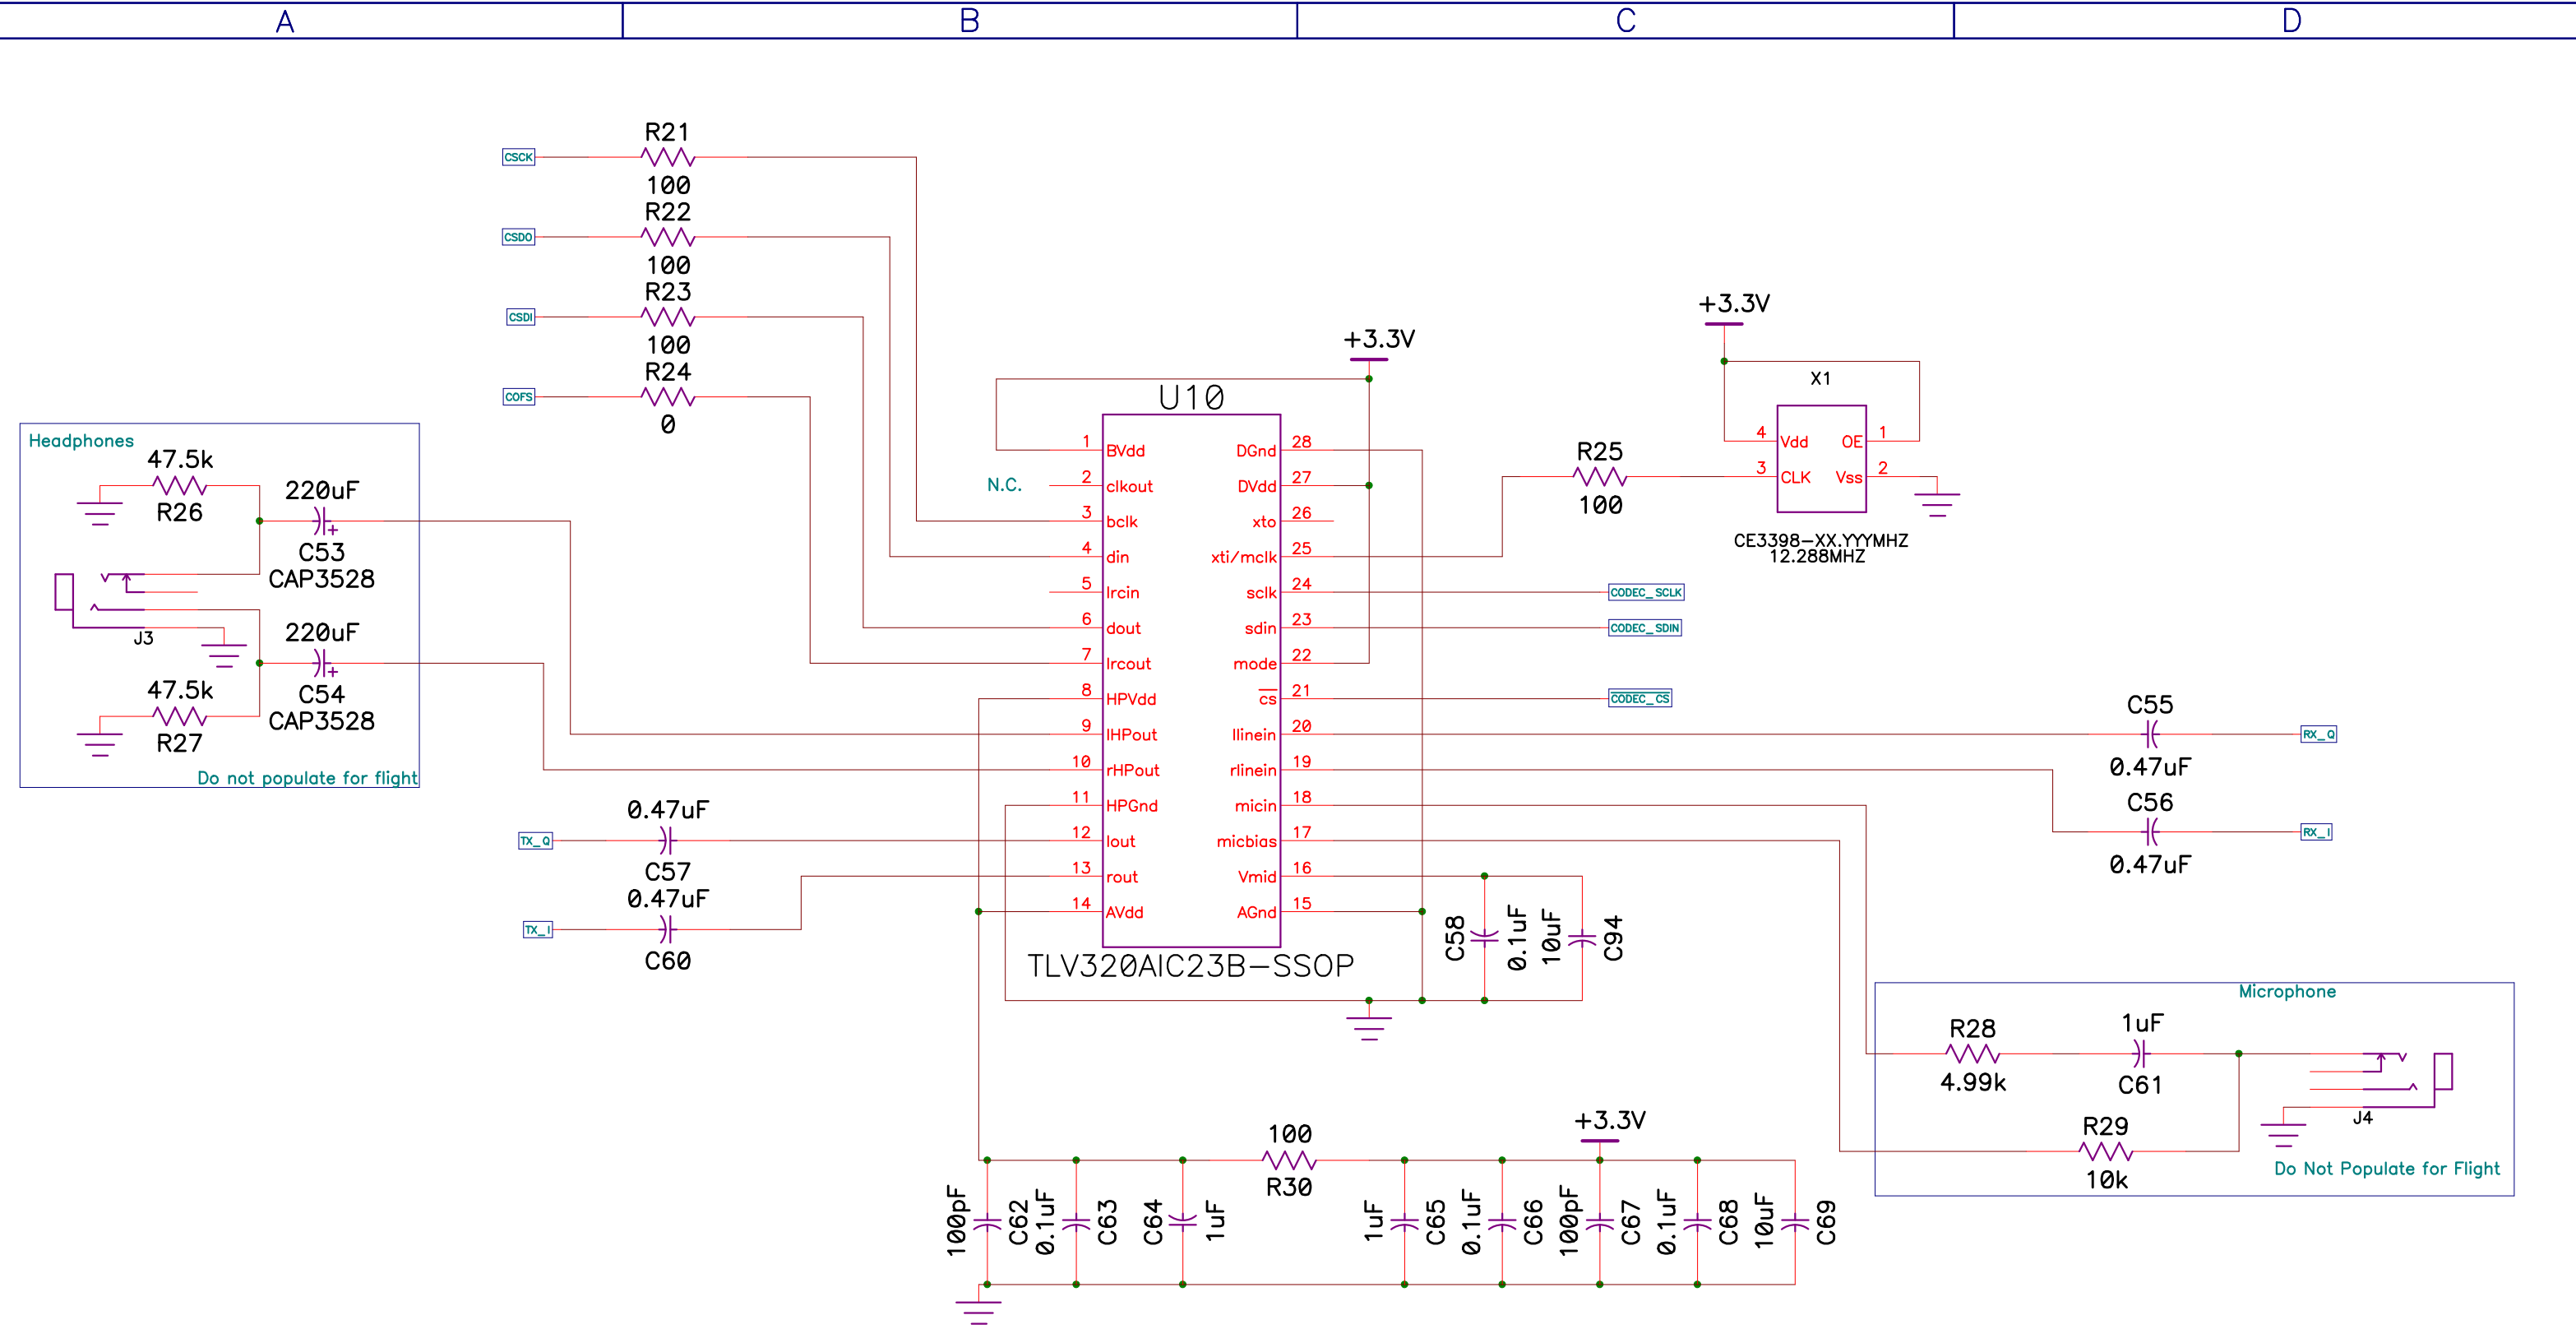 A
B
C
D
R21
CSCK
100
R22
CSDO
100
R23
CSDI
100
R24
COFS
0
+3.3V
+3.3V
X1
4 Vdd
OE 1
3 CLK
Vss 2
R25
100
CE3398-XX.YYYMHZ
12.288MHZ
Headphones
47.5k
R26
220uF
C53
CAP3528
J3
220uF
C54
CAP3528
47.5k
R27
Do not populate for flight
U10
N.C.
1 BVdd
2 clkout
3 bclk
4 din
5 lrcin
6 dout
7 lrcout
8 HPVdd
9 lHPout
10 rHPout
11 HPGnd
12 lout
13 rout
14 AVdd
DGnd 28
DVdd 27
xto 26
xti/mclk 25
sclk 24
sdin 23
mode 22
cs 21
llinein 20
rlinein 19
micin 18
micbias 17
Vmid 16
AGnd 15
TLV320AIC23B-SSOP
CODEC_SCLK
CODEC_SDIN
CODEC_CS
C55
RX_Q
0.47uF
C56
RX_I
0.47uF
0.47uF
TX_Q
C57
0.47uF
TX_I
C60
C58
0.1uF
10uF
C94
Microphone
R28
4.99k
1uF
C61
J4
R29
10k
Do Not Populate for Flight
100
R30
+3.3V
100pF
C62
0.1uF
C63
C64
1uF
1uF
C65
0.1uF
C66
100pF
C67
0.1uF
C68
10uF
C69